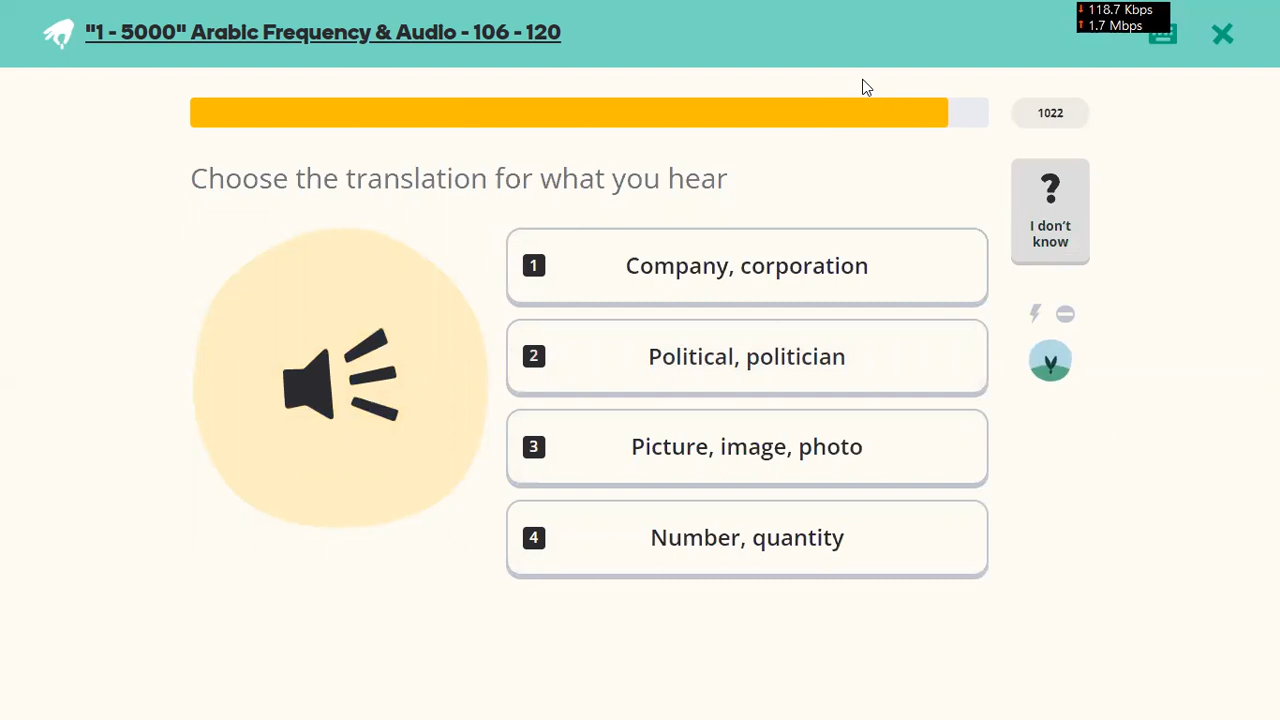 "1 - 5000" Arabic Frequency & Audio - 106 - 120
118.7 Kbps
1.7 Mbps
1022
Choose the translation for what you hear
?
I don't
know
1 Company, corporation
2 Political, politician
3 Picture, image, photo
4 Number, quantity